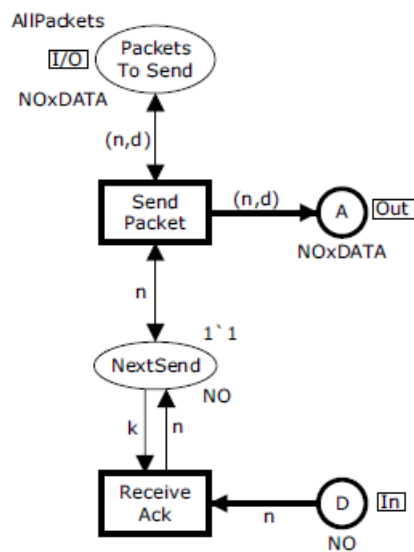 AllPackets
I/O
Packets
To Send
NOxDATA
(n,d)
Send
Packet
(n,d)
A
Out
NOxDATA
n
1`1
NextSend
NO
k
n
Receive
Ack
n
D
In
NO